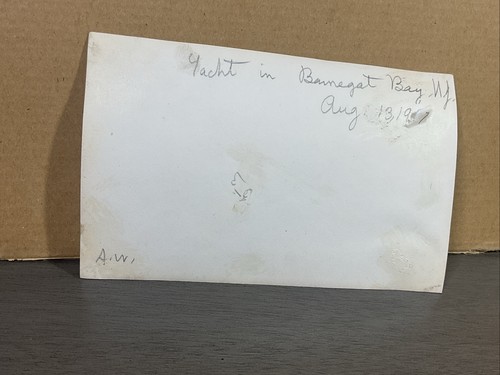 Yacht in Barnegat Bay, N.J.
Aug 13, 19
A.W.